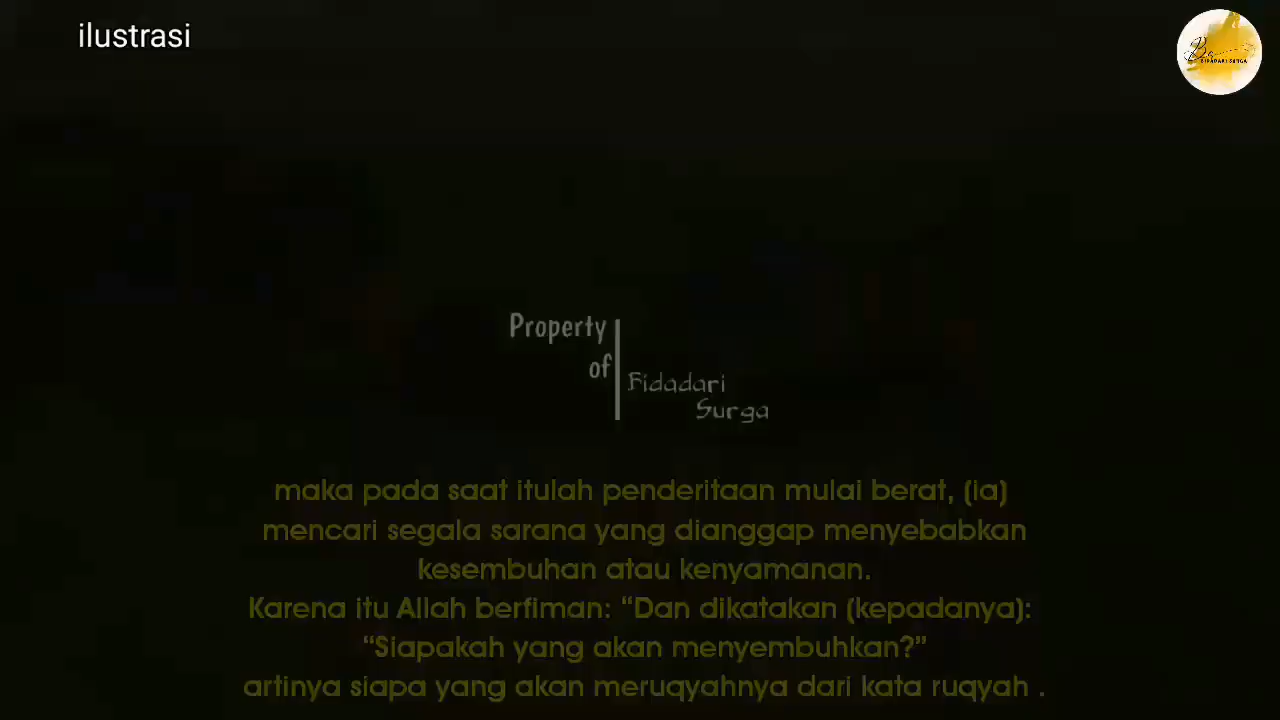 ilustrasi
BIDADARI SURGA
Property
of
Bidadari
Surga
maka pada saat itulah penderitaan mulai berat, (ia)
mencari segala sarana yang dianggap menyebabkan
kesembuhan atau kenyamanan.
Karena itu Allah berfiman: “Dan dikatakan (kepadanya):
“Siapakah yang akan menyembuhkan?”
artinya siapa yang akan meruqyahnya dari kata ruqyah .